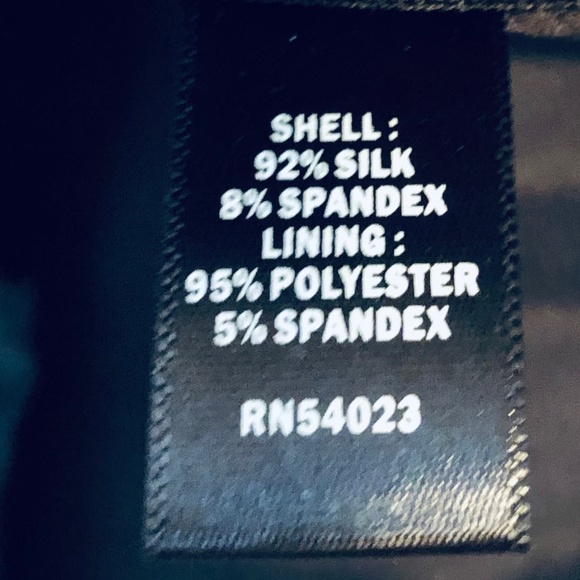 SHELL :
92% SILK
8% SPANDEX
LINING :
95% POLYESTER
5% SPANDEX
RN54023